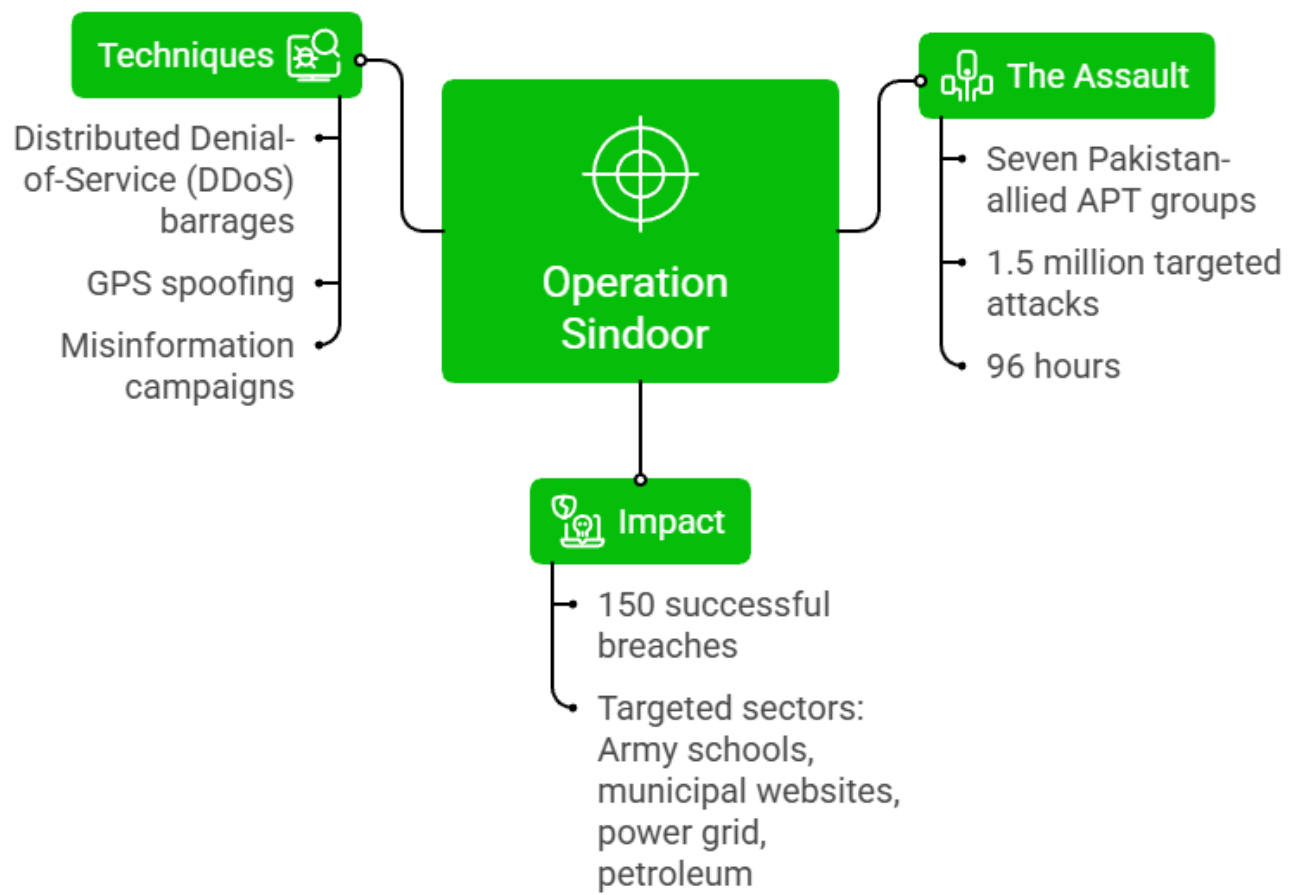 Techniques
Distributed Denial-
of-Service (DDoS)
barrages
GPS spoofing
Misinformation
campaigns
Operation
Sindoor
The Assault
Seven Pakistan-
allied APT groups
1.5 million targeted
attacks
96 hours
Impact
150 successful
breaches
Targeted sectors:
Army schools,
municipal websites,
power grid,
petroleum